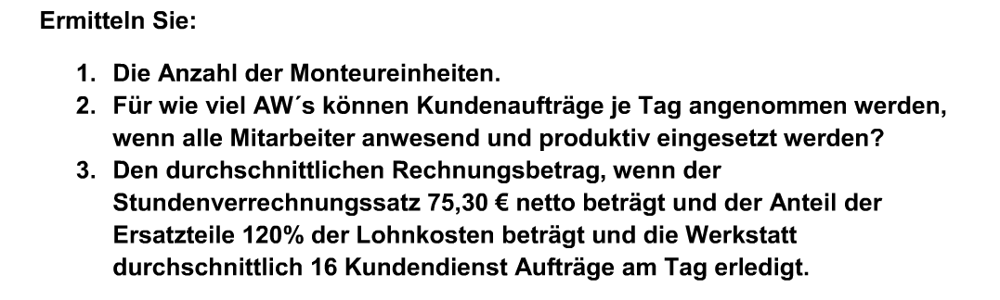 Ermitteln Sie:
1. Die Anzahl der Monteureinheiten.
2. Für wie viel AW´s können Kundenaufträge je Tag angenommen werden,
wenn alle Mitarbeiter anwesend und produktiv eingesetzt werden?
3. Den durchschnittlichen Rechnungsbetrag, wenn der
Stundenverrechnungssatz 75,30 € netto beträgt und der Anteil der
Ersatzteile 120% der Lohnkosten beträgt und die Werkstatt
durchschnittlich 16 Kundendienst Aufträge am Tag erledigt.